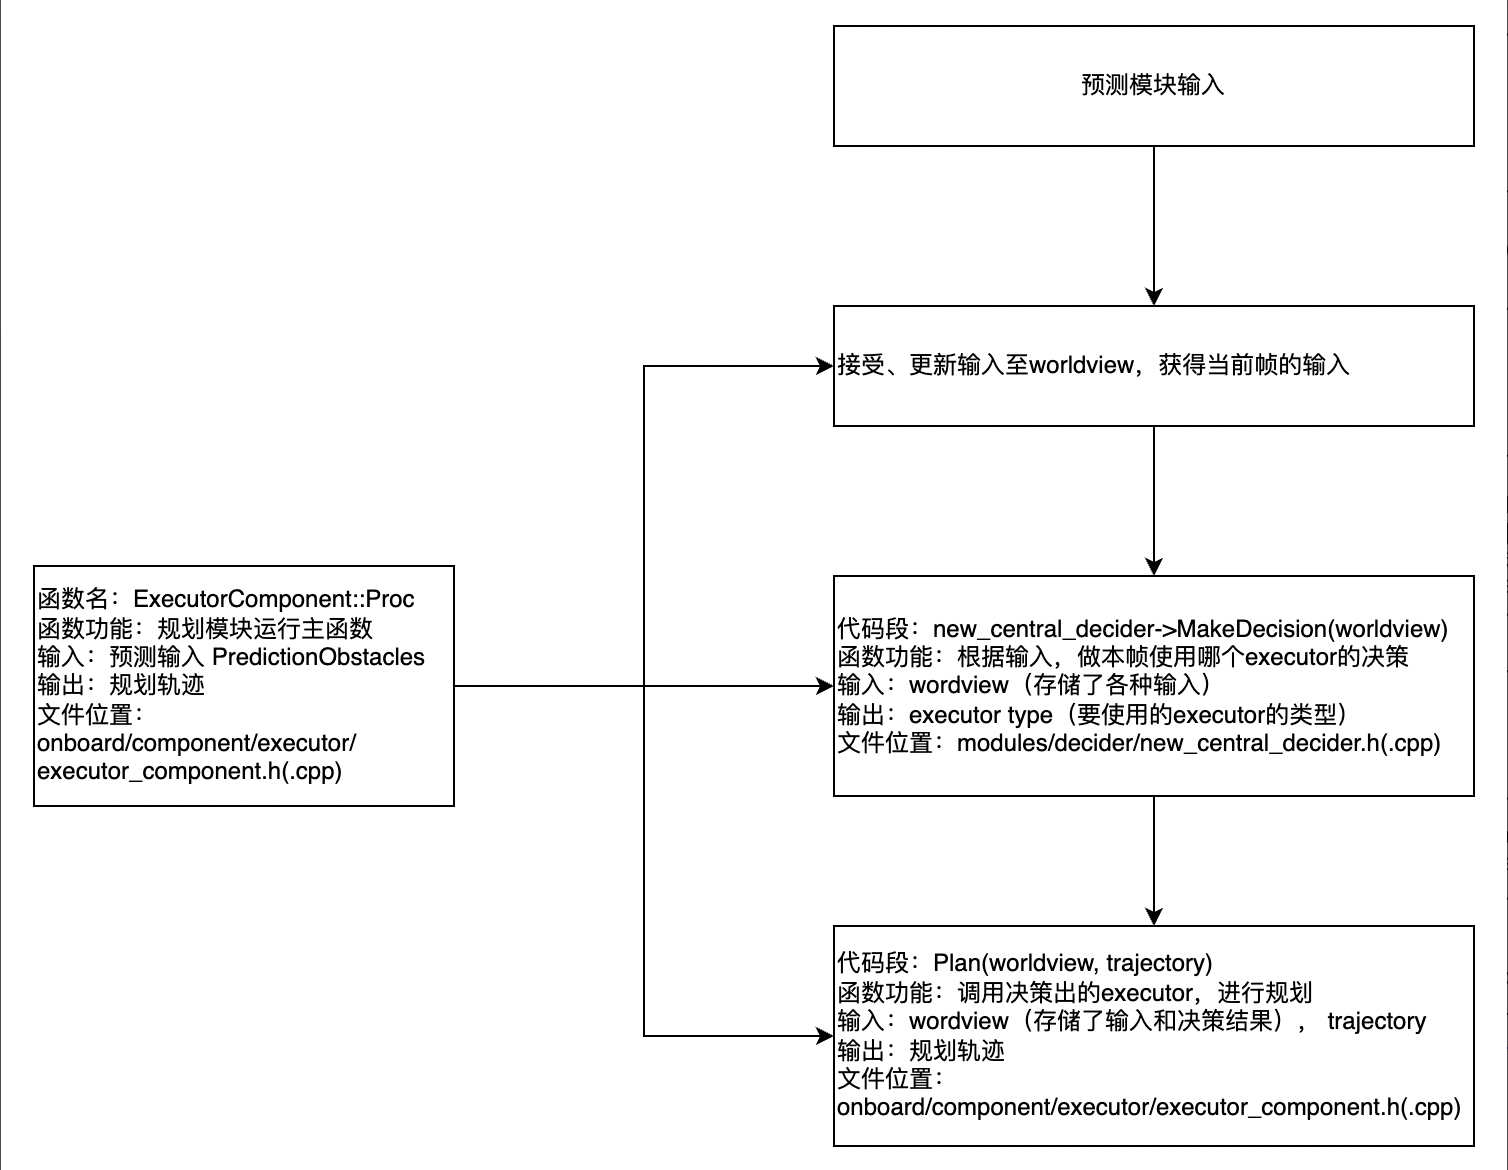 预测模块输入
接受、更新输入至worldview，获得当前帧的输入
函数名：ExecutorComponent::Proc
函数功能：规划模块运行主函数
输入：预测输入 PredictionObstacles
输出：规划轨迹
文件位置：
onboard/component/executor/
executor_component.h(.cpp)
代码段：new_central_decider->MakeDecision(worldview)
函数功能：根据输入，做本帧使用哪个executor的决策
输入：wordview（存储了各种输入）
输出：executor type（要使用的executor的类型）
文件位置：modules/decider/new_central_decider.h(.cpp)
代码段：Plan(worldview, trajectory)
函数功能：调用决策出的executor，进行规划
输入：wordview（存储了输入和决策结果）， trajectory
输出：规划轨迹
文件位置：
onboard/component/executor/executor_component.h(.cpp)